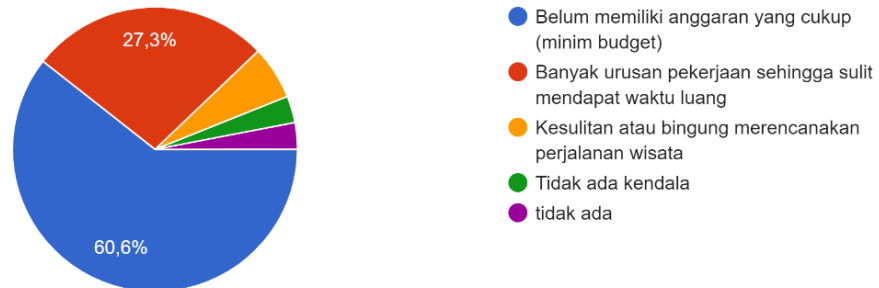 27,3%
60,6%
Belum memiliki anggaran yang cukup
(minim budget)
Banyak urusan pekerjaan sehingga sulit
mendapat waktu luang
Kesulitan atau bingung merencanakan
perjalanan wisata
Tidak ada kendala
tidak ada